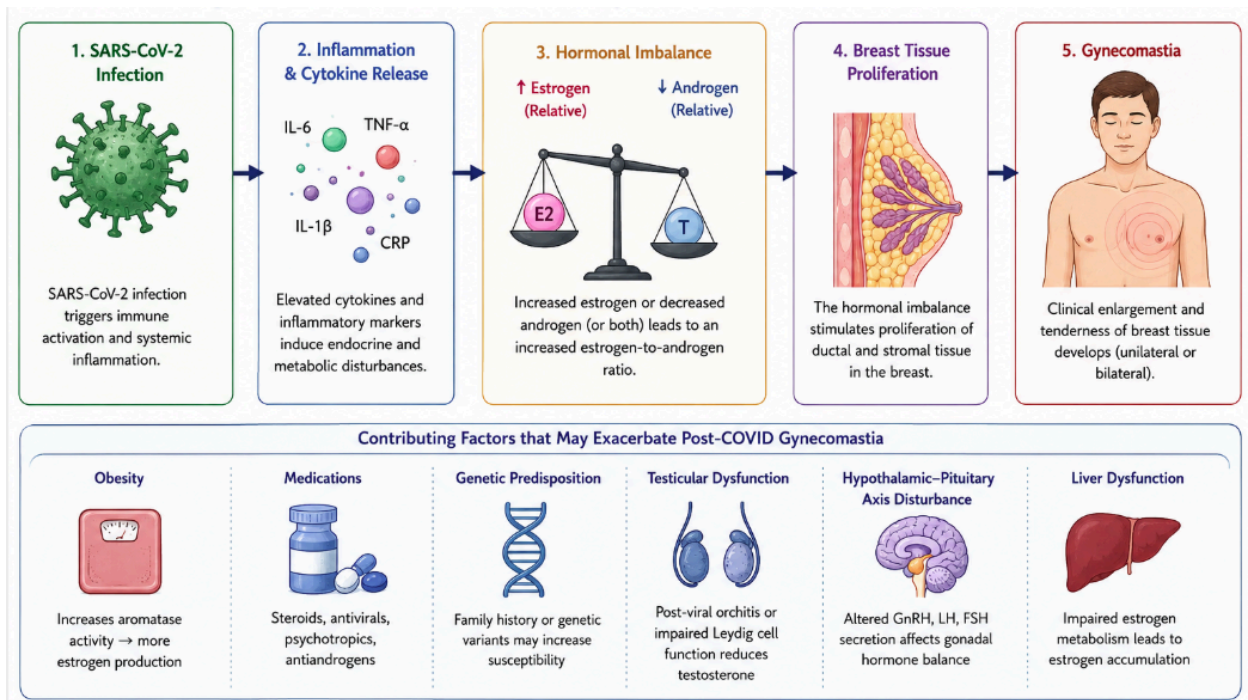 1. SARS-CoV-2
Infection
SARS-CoV-2 infection
triggers immune
activation and systemic
inflammation.
2. Inflammation
& Cytokine Release
IL-6
TNF-α
IL-1β
CRP
Elevated cytokines and
inflammatory markers
induce endocrine and
metabolic disturbances.
3. Hormonal Imbalance
↑ Estrogen
(Relative)
↓ Androgen
(Relative)
E2
T
Increased estrogen or decreased
androgen (or both) leads to an
increased estrogen-to-androgen
ratio.
4. Breast Tissue
Proliferation
The hormonal imbalance
stimulates proliferation of
ductal and stromal tissue
in the breast.
5. Gynecomastia
Clinical enlargement and
tenderness of breast tissue
develops (unilateral or
bilateral).
Contributing Factors that May Exacerbate Post-COVID Gynecomastia
Obesity
Increases aromatase
activity → more
estrogen production
Medications
Steroids, antivirals,
psychotropics,
antiandrogens
Genetic Predisposition
Family history or genetic
variants may increase
susceptibility
Testicular Dysfunction
Post-viral orchitis or
impaired Leydig cell
function reduces
testosterone
Hypothalamic–Pituitary
Axis Disturbance
Altered GnRH, LH, FSH
secretion affects gonadal
hormone balance
Liver Dysfunction
Impaired estrogen
metabolism leads to
estrogen accumulation